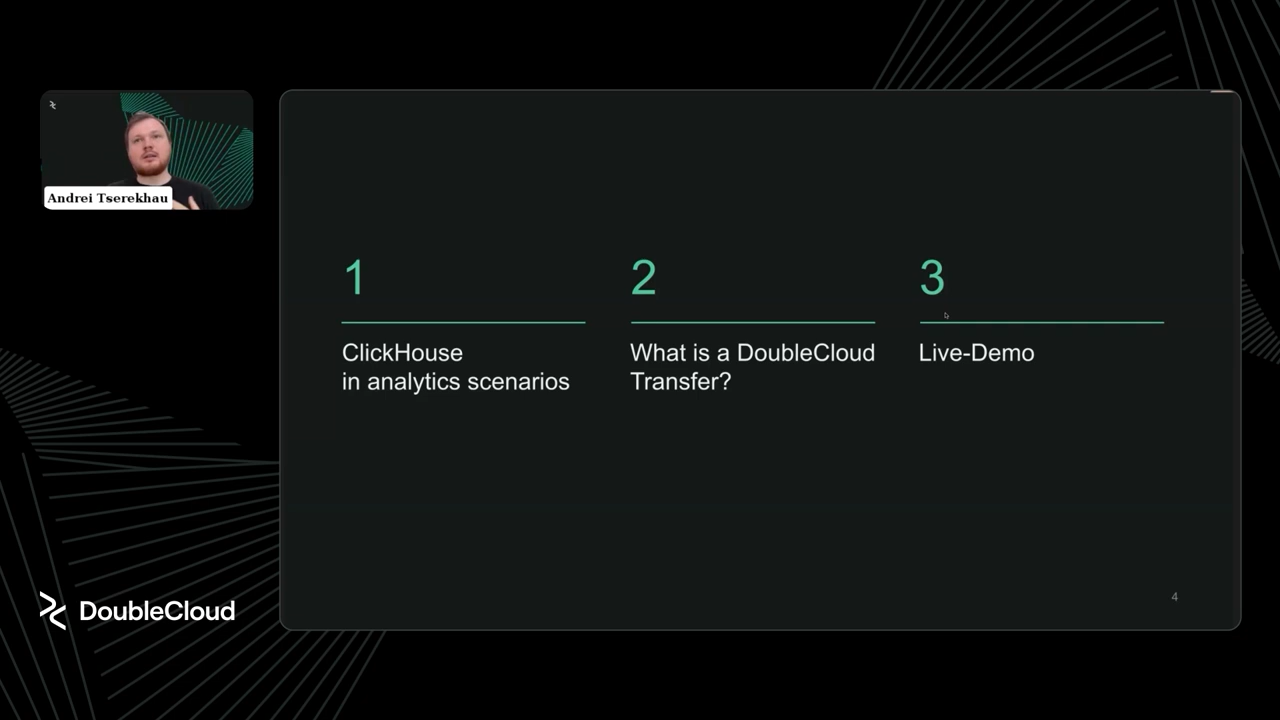 Andrei Tserekhau
1
ClickHouse
in analytics scenarios
2
What is a DoubleCloud
Transfer?
3
Live-Demo
4
DoubleCloud